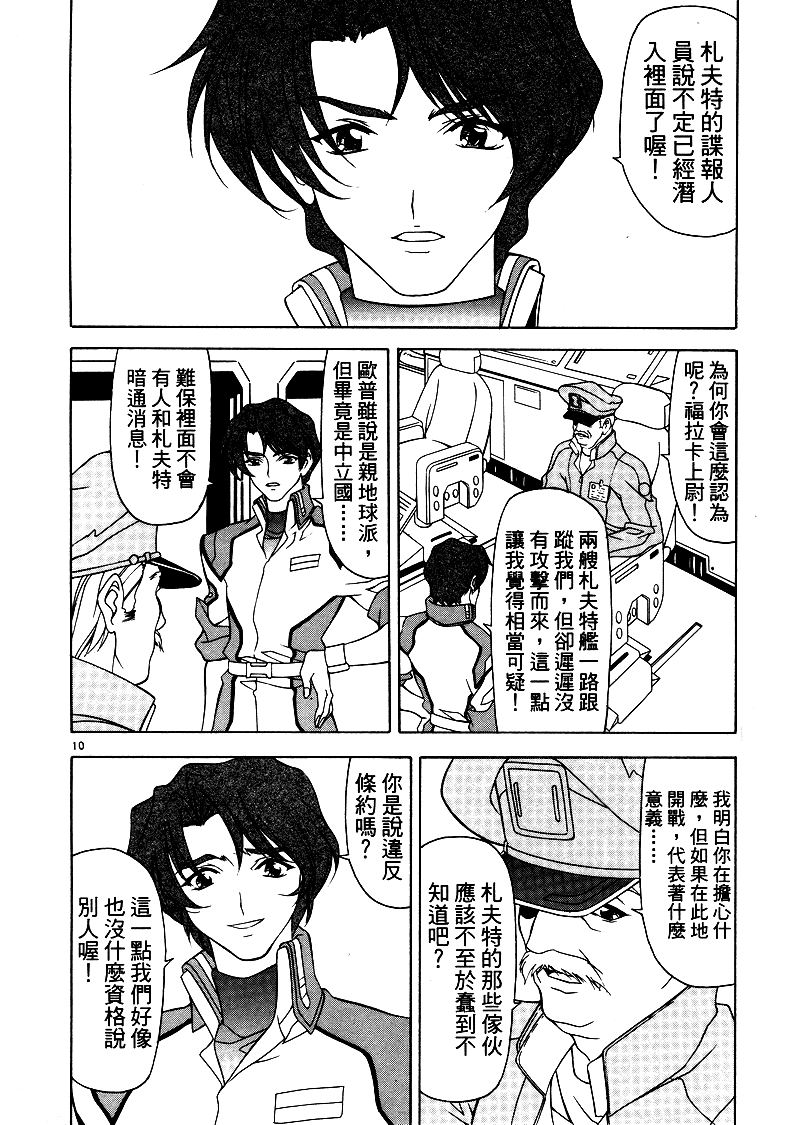 札夫特的諜報人
員說不定已經潛
入裡面了喔！
為何你會這麼認為
呢？福拉卡上尉！
兩艘札夫特艦一路跟
蹤我們，但卻遲遲沒
有攻擊而來，這一點
讓我覺得相當可疑！
歐普雖說是親地球派，
但畢竟是中立國……
難保裡面不會
有人和札夫特
暗通消息！
10
我明白你在擔心什
麼，但如果在此地
開戰，代表著什麼
意義……
札夫特的那些傢伙
應該不至於蠢到不
知道吧？
你是說違反
條約嗎？
這一點我們好像
也沒什麼資格說
別人喔！